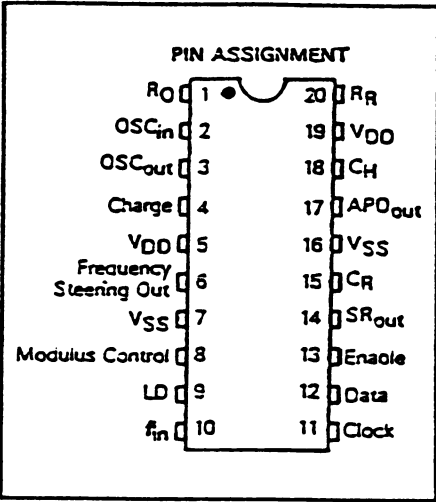 PIN ASSIGNMENT
RO 1 20 RR
OSCin 2 19 VDD
OSCout 3 18 CH
Charge 4 17 APDout
VDD 5 16 VSS
Frequency
Steering Out 6 15 CR
VSS 7 14 SRout
Modulus Control 8 13 Enable
LD 9 12 Data
fin 10 11 Clock